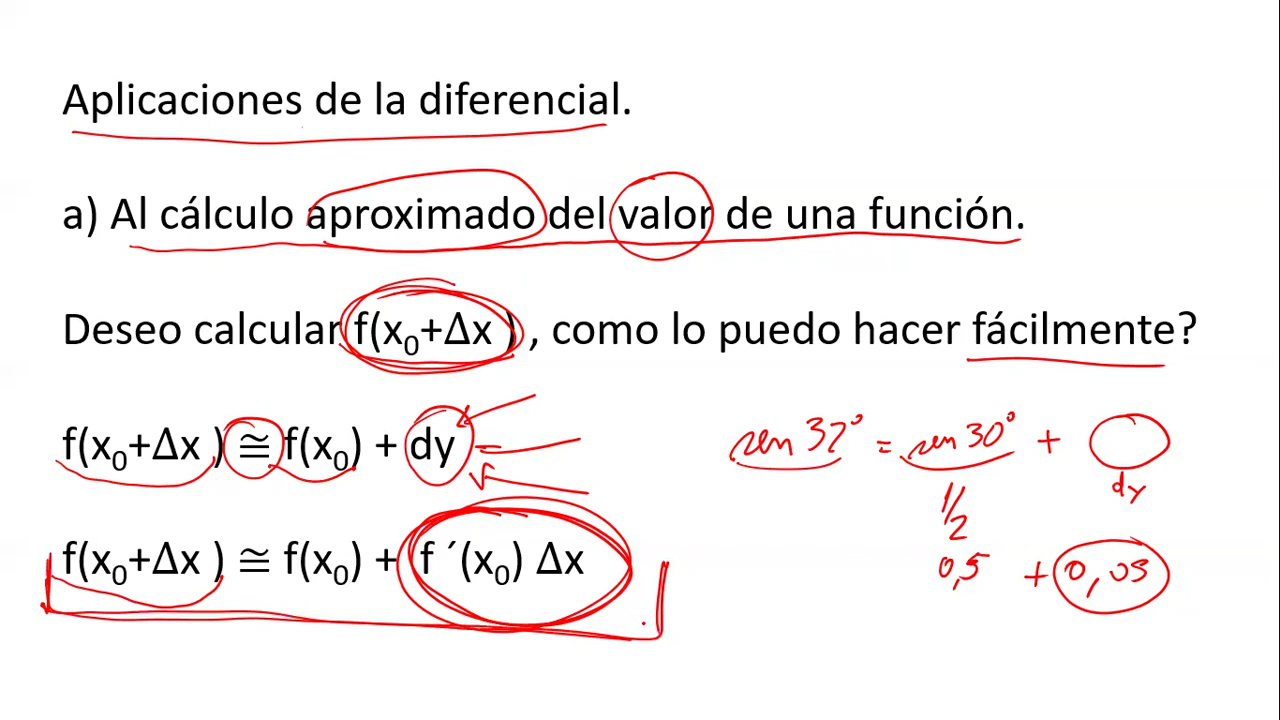 Aplicaciones de la diferencial.
a) Al cálculo aproximado del valor de una función.
Deseo calcular f(x₀+Δx ) , como lo puedo hacer fácilmente?
f(x₀+Δx ) ≅ f(x₀) + dy
sen 32° = sen 30° +
dy
1/2
f(x₀+Δx ) ≅ f(x₀) + f ´(x₀) Δx
0,5 + 0,05